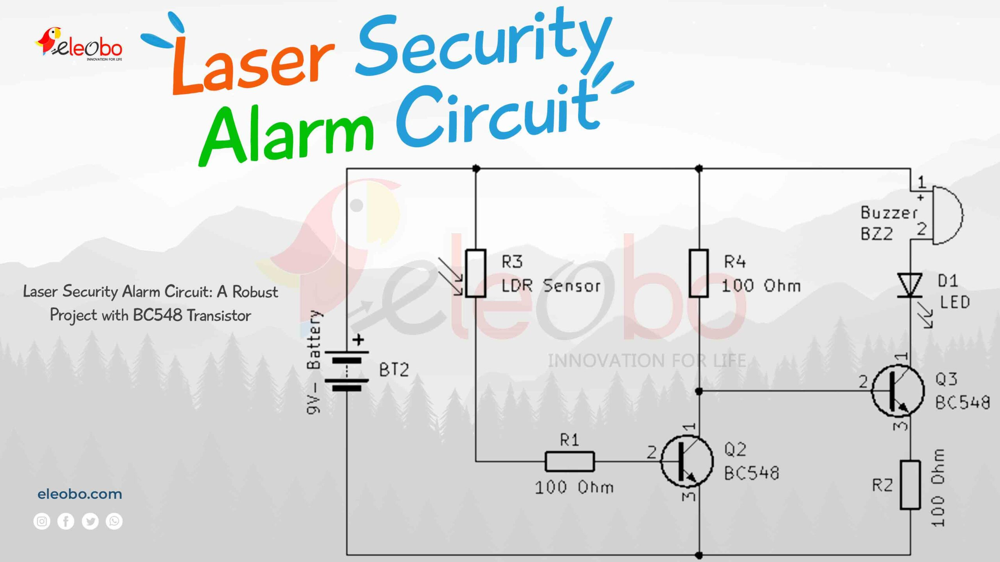 eleobo
INNOVATION FOR LIFE
Laser Security
Alarm Circuit
Laser Security Alarm Circuit: A Robust
Project with BC548 Transistor
eleobo.com
eleobo
INNOVATION FOR LIFE
9V- Battery
+
BT2
R3
LDR Sensor
R4
100 Ohm
1
+
Buzzer
BZ2
2
D1
LED
1
2
Q3
BC548
3
R1
100 Ohm
1
2
Q2
BC548
3
R2
100 Ohm